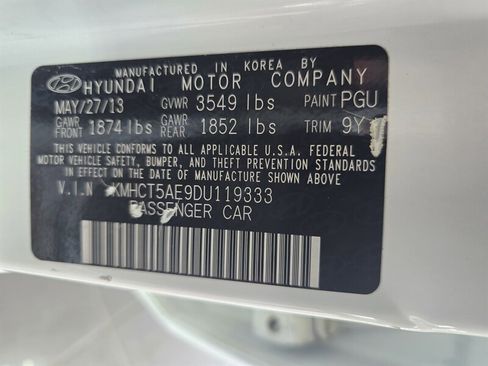 MANUFACTURED IN KOREA BY
HYUNDAI MOTOR COMPANY
MAY/27/13 GVWR 3549 lbs PAINT PGU
GAWR FRONT 1874 lbs GAWR REAR 1852 lbs TRIM 9Y
THIS VEHICLE CONFORMS TO ALL APPLICABLE U.S.A. FEDERAL
MOTOR VEHICLE SAFETY, BUMPER, AND THEFT PREVENTION STANDARDS
IN EFFECT ON THE DATE OF MANUFACTURE SHOWN ABOVE.
V.I.N KMHCT5AE9DU119333
PASSENGER CAR